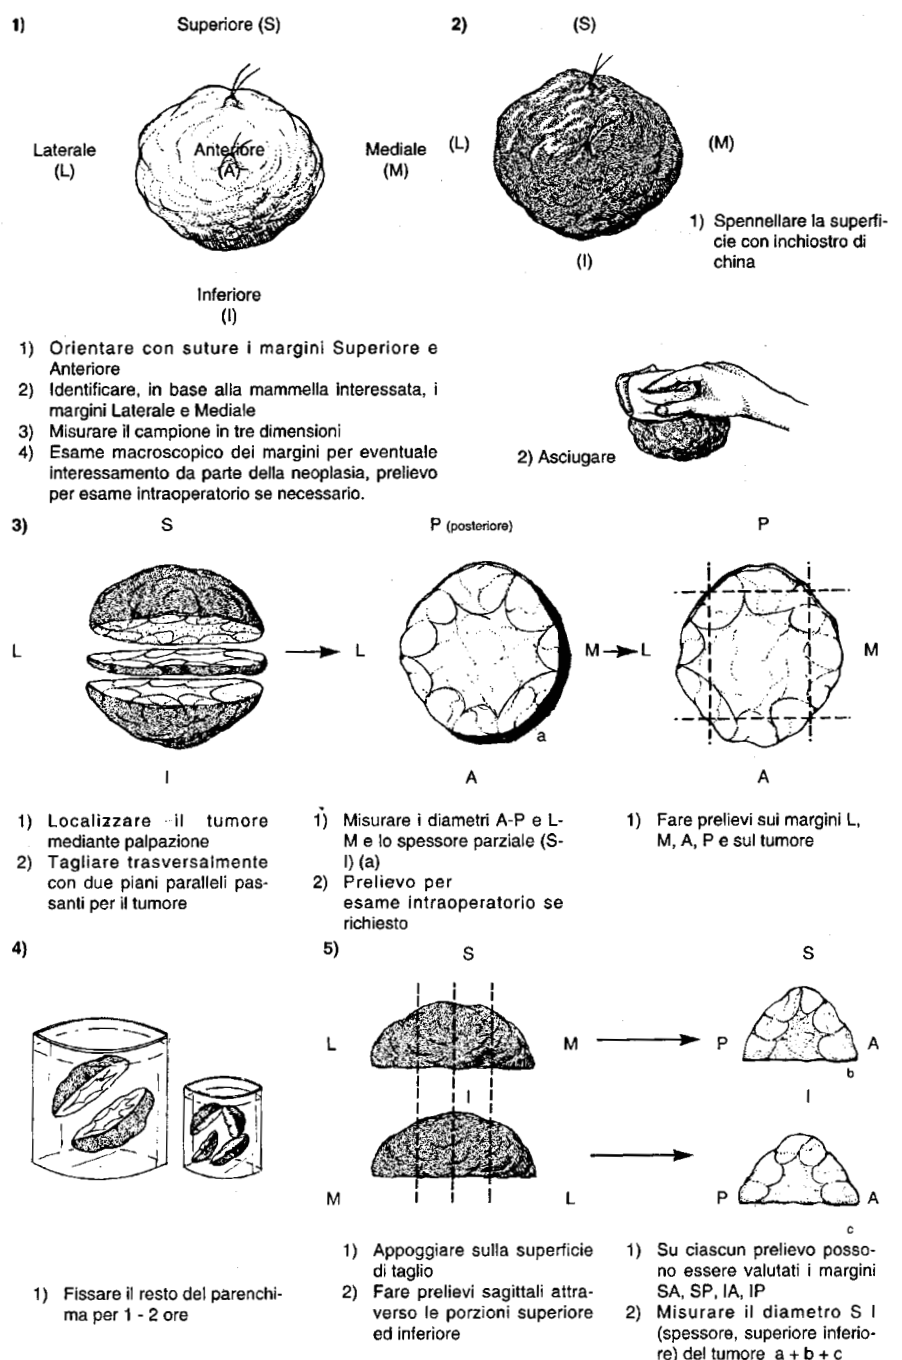 1)
Superiore (S)
Laterale
(L)
Anteriore
(A)
Mediale
(M)
Inferiore
(I)
1) Orientare con suture i margini Superiore e
Anteriore
2) Identificare, in base alla mammella interessata, i
margini Laterale e Mediale
3) Misurare il campione in tre dimensioni
4) Esame macroscopico dei margini per eventuale
interessamento da parte della neoplasia, prelievo
per esame intraoperatorio se necessario.
2)
(S)
(L)
(M)
(I)
1) Spennellare la superfi-
cie con inchiostro di
china
2) Asciugare
3)
S
L
I
1) Localizzare il tumore
mediante palpazione
2) Tagliare trasversalmente
con due piani paralleli pas-
santi per il tumore
P (posteriore)
L
M
a
A
1) Misurare i diametri A-P e L-
M e lo spessore parziale (S-
I) (a)
2) Prelievo per
esame intraoperatorio se
richiesto
P
L
M
A
1) Fare prelievi sui margini L,
M, A, P e sul tumore
4)
1) Fissare il resto del parenchi-
ma per 1 - 2 ore
5)
S
L
M
I
M
L
1) Appoggiare sulla superficie
di taglio
2) Fare prelievi sagittali attra-
verso le porzioni superiore
ed inferiore
S
P
A
b
I
P
A
c
1) Su ciascun prelievo posso-
no essere valutati i margini
SA, SP, IA, IP
2) Misurare il diametro S I
(spessore, superiore inferio-
re) del tumore a + b + c